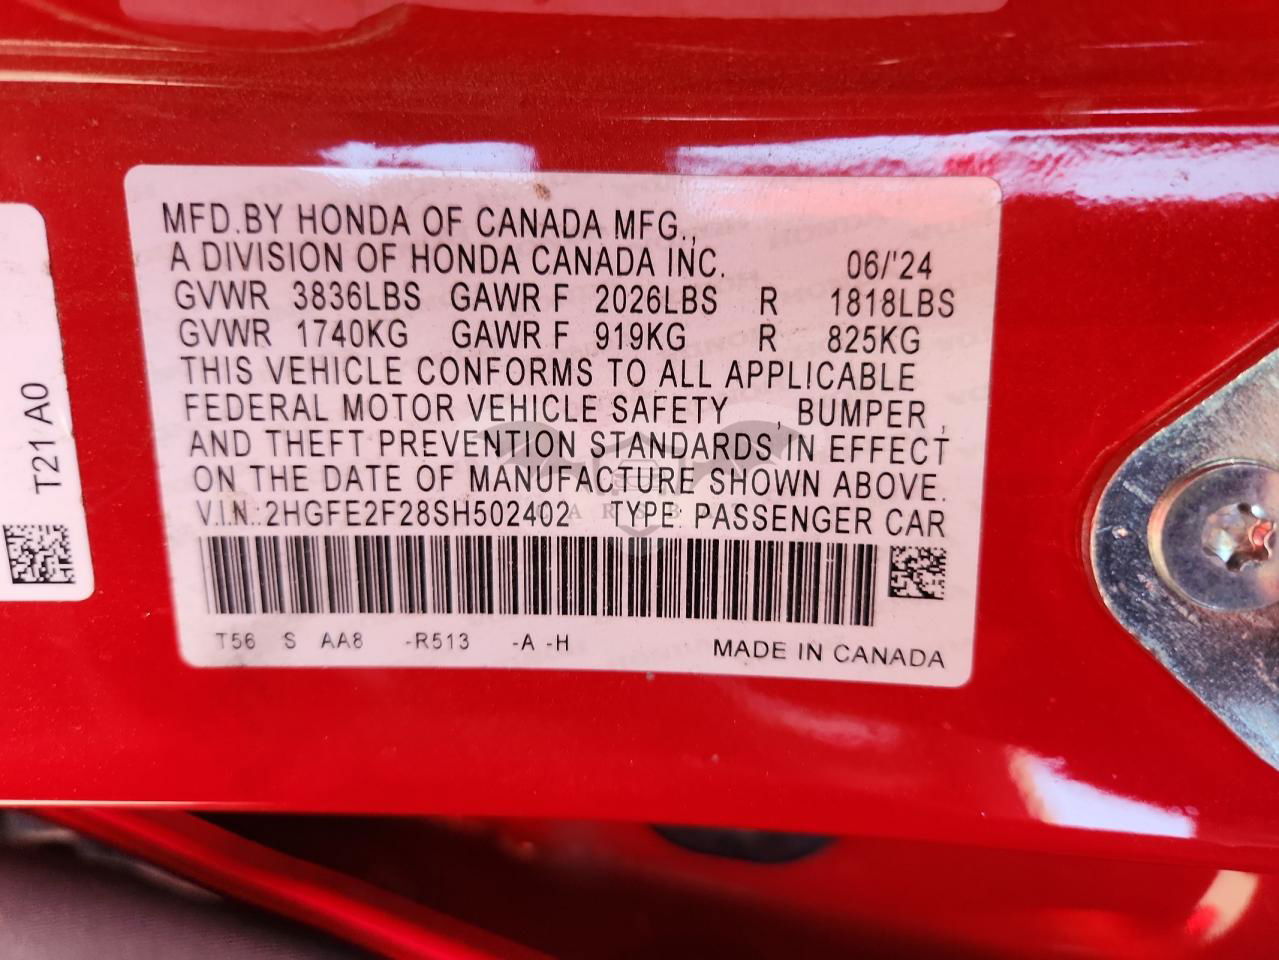 MFD.BY HONDA OF CANADA MFG.,
A DIVISION OF HONDA CANADA INC. 06/'24
GVWR 3836LBS GAWR F 2026LBS R 1818LBS
GVWR 1740KG GAWR F 919KG R 825KG
THIS VEHICLE CONFORMS TO ALL APPLICABLE
FEDERAL MOTOR VEHICLE SAFETY , BUMPER ,
AND THEFT PREVENTION STANDARDS IN EFFECT
ON THE DATE OF MANUFACTURE SHOWN ABOVE.
V.I.N.:2HGFE2F28SH502402 TYPE: PASSENGER CAR
T56 S AA8 -R513 -A -H MADE IN CANADA
T21 A0